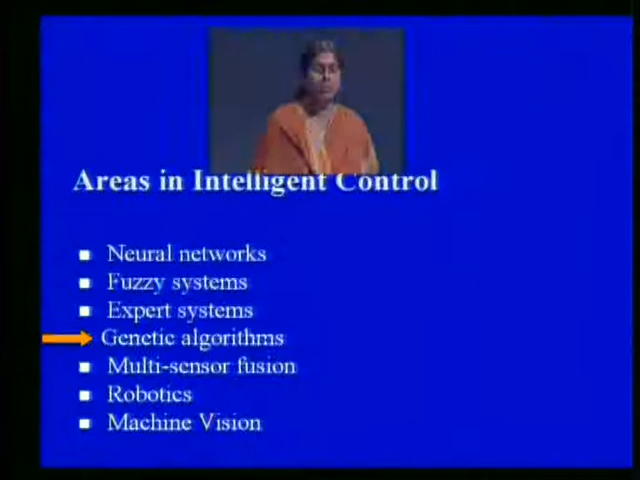 Areas in Intelligent Control
Neural networks
Fuzzy systems
Expert systems
Genetic algorithms
Multi-sensor fusion
Robotics
Machine Vision